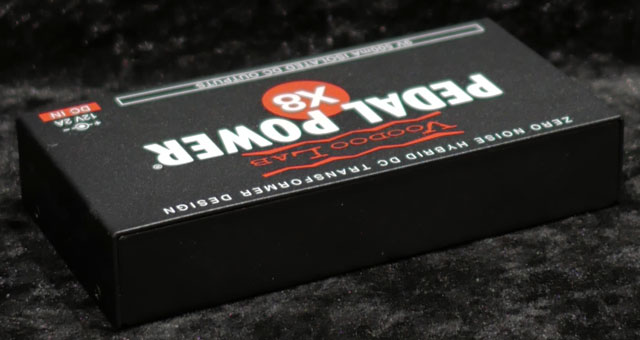 ZERO NOISE HYBRID DC TRANSFORMER DESIGN
VOODOO LAB
PEDAL POWER®
X8
12V 2A
DC IN
9V 500mA ISOLATED DC OUTPUTS